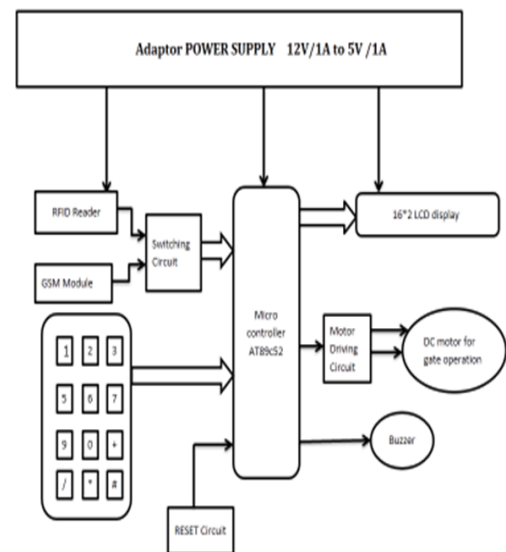 Adaptor POWER SUPPLY 12V/1A to 5V /1A
RFID Reader
GSM Module
Switching
Circuit
16*2 LCD display
Micro
controller
AT89c52
Motor
Driving
Circuit
DC motor for
gate operation
1 2 3
5 6 7
9 0 +
/ * #
Buzzer
RESET Circuit